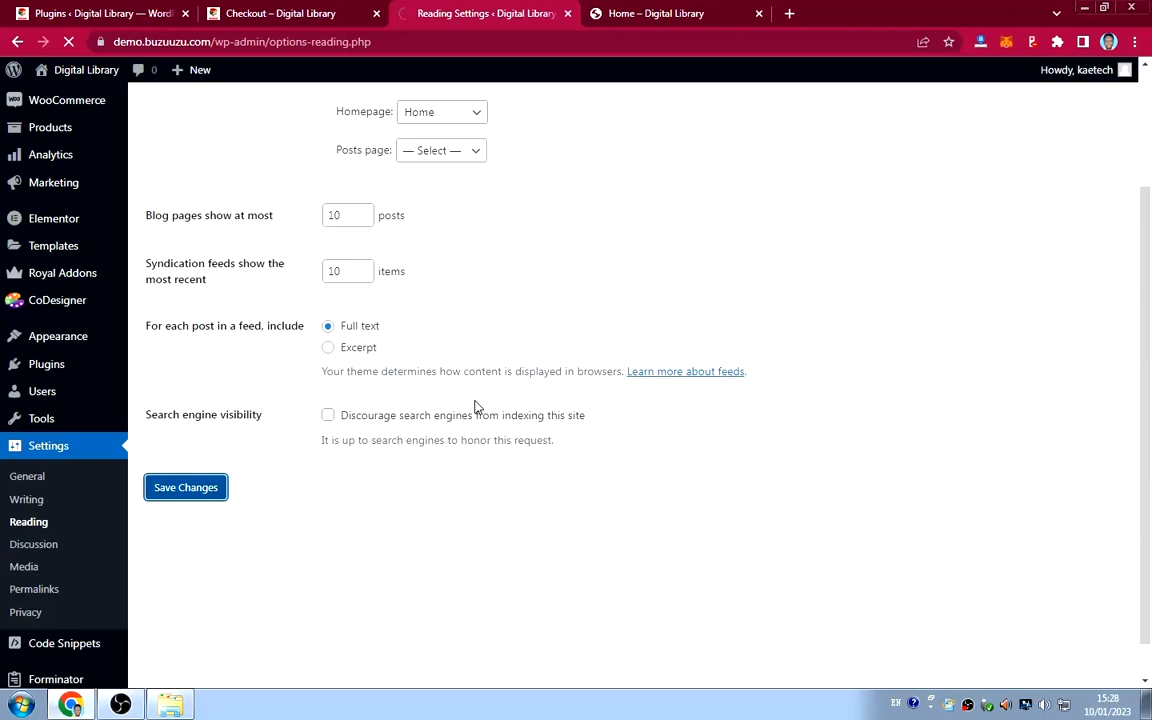 Plugins ‹ Digital Library — Word
Checkout – Digital Library
Reading Settings ‹ Digital Library
Home – Digital Library
demo.buzuuzu.com/wp-admin/options-reading.php
Digital Library
0
New
Howdy, kaetech
WooCommerce
Products
Analytics
Marketing
Elementor
Templates
Royal Addons
CoDesigner
Appearance
Plugins
Users
Tools
Settings
General
Writing
Reading
Discussion
Media
Permalinks
Privacy
Code Snippets
Forminator
Homepage: Home
Posts page: — Select —
Blog pages show at most 10 posts
Syndication feeds show the
most recent
10 items
For each post in a feed, include
Full text
Excerpt
Your theme determines how content is displayed in browsers. Learn more about feeds.
Search engine visibility
Discourage search engines from indexing this site
It is up to search engines to honor this request.
Save Changes
EN
15:28
10/01/2023